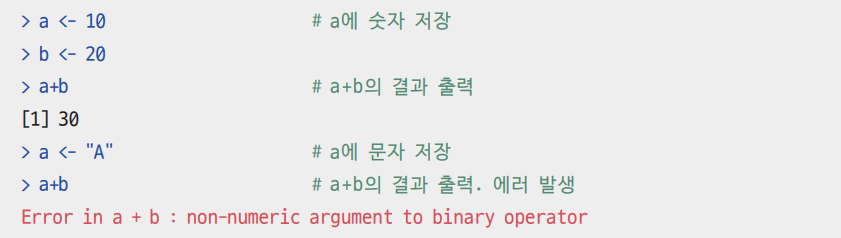 > a <- 10 # a에 숫자 저장
> b <- 20
> a+b # a+b의 결과 출력
[1] 30
> a <- "A" # a에 문자 저장
> a+b # a+b의 결과 출력. 에러 발생
Error in a + b : non-numeric argument to binary operator